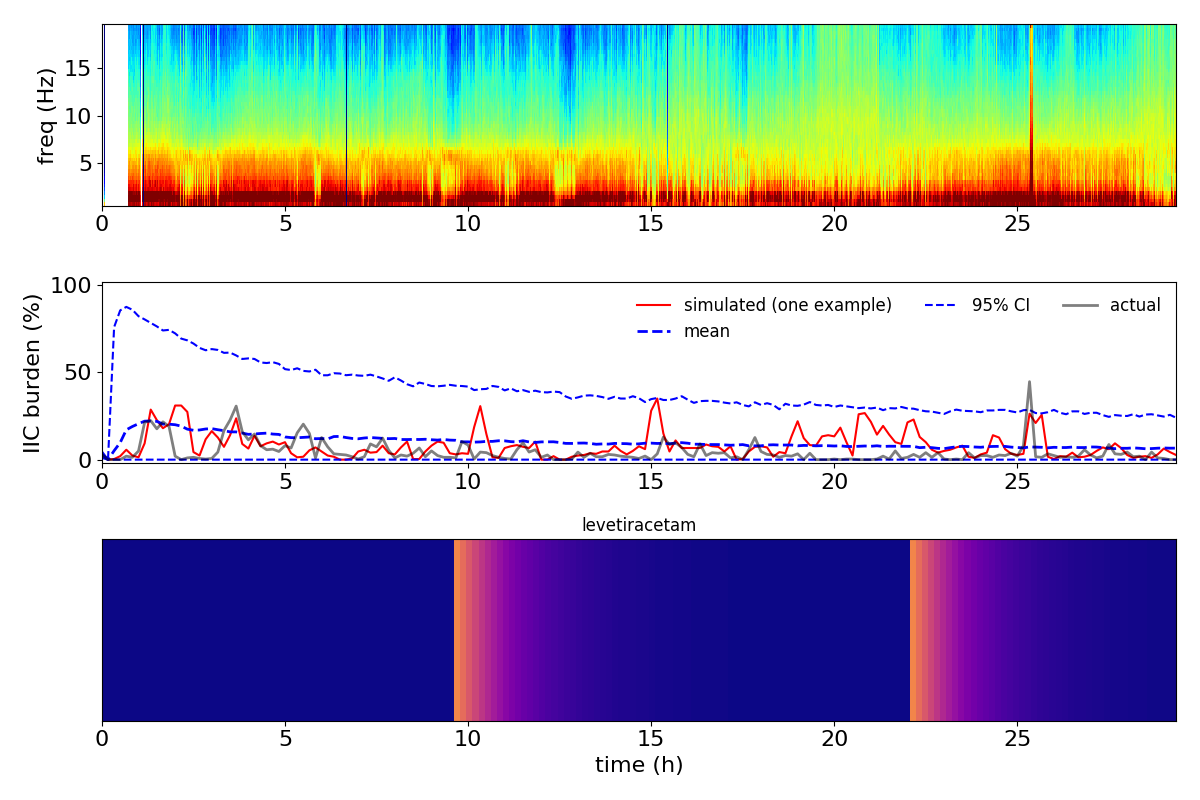 freq (Hz)
15
10
5
0 5 10 15 20 25
IIC burden (%)
100
50
0
simulated (one example)
mean
95% CI
actual
0 5 10 15 20 25
levetiracetam
0 5 10 15 20 25
time (h)